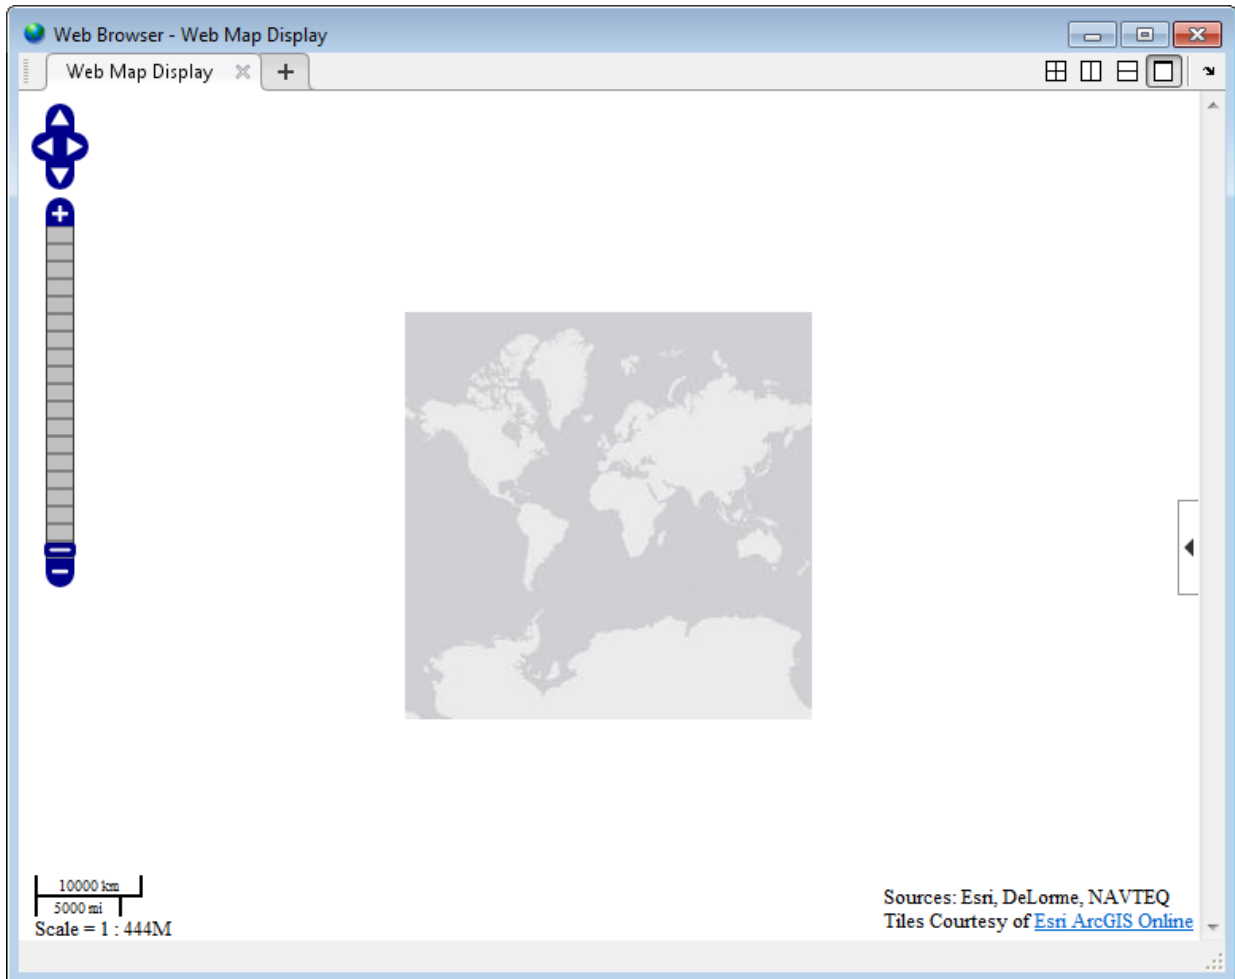 Web Browser - Web Map Display
Web Map Display
10000 km
5000 mi
Scale = 1 : 444M
Sources: Esri, DeLorme, NAVTEQ
Tiles Courtesy of Esri ArcGIS Online